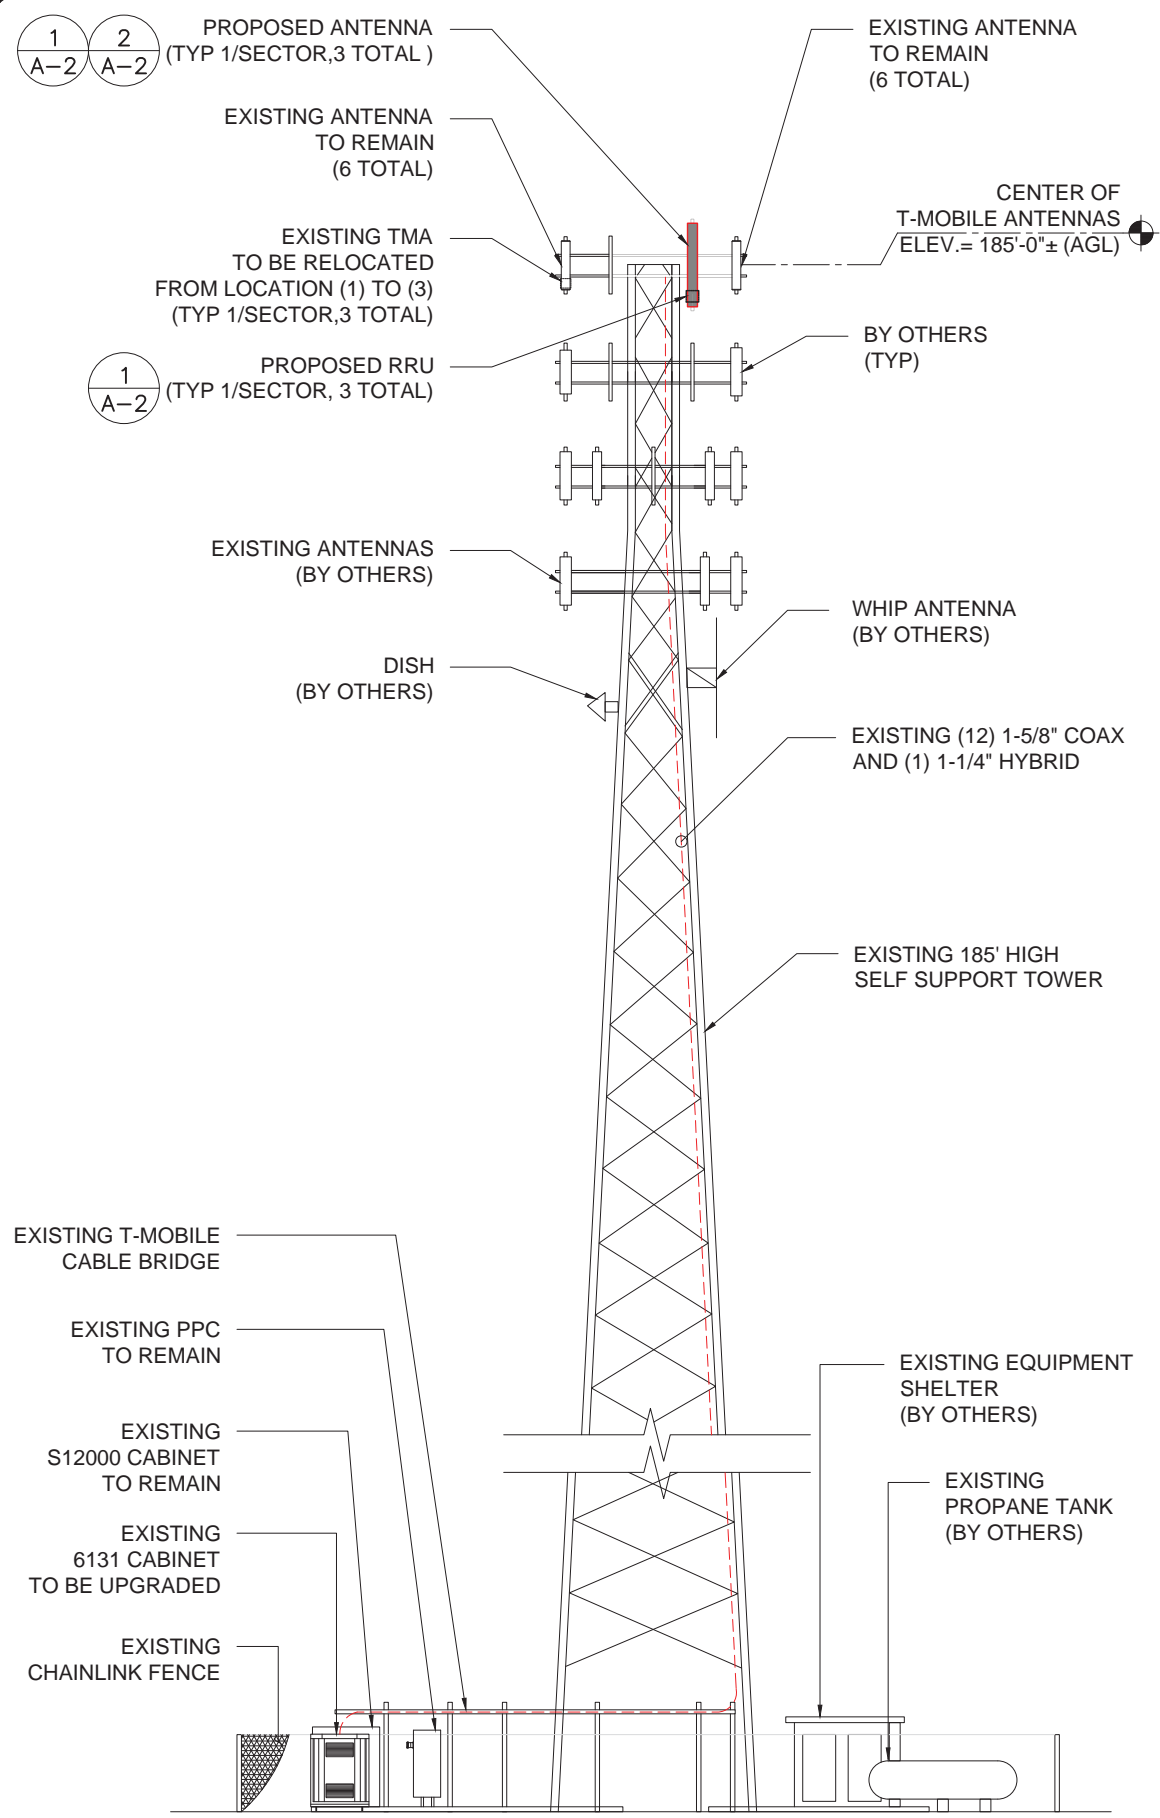 1
A-2
2
A-2
PROPOSED ANTENNA
(TYP 1/SECTOR,3 TOTAL )
EXISTING ANTENNA
TO REMAIN
(6 TOTAL)
EXISTING ANTENNA
TO REMAIN
(6 TOTAL)
CENTER OF
T-MOBILE ANTENNAS
ELEV.= 185'-0"± (AGL)
EXISTING TMA
TO BE RELOCATED
FROM LOCATION (1) TO (3)
(TYP 1/SECTOR,3 TOTAL)
BY OTHERS
(TYP)
1
A-2
PROPOSED RRU
(TYP 1/SECTOR, 3 TOTAL)
EXISTING ANTENNAS
(BY OTHERS)
WHIP ANTENNA
(BY OTHERS)
DISH
(BY OTHERS)
EXISTING (12) 1-5/8" COAX
AND (1) 1-1/4" HYBRID
EXISTING 185' HIGH
SELF SUPPORT TOWER
EXISTING T-MOBILE
CABLE BRIDGE
EXISTING PPC
TO REMAIN
EXISTING EQUIPMENT
SHELTER
(BY OTHERS)
EXISTING
S12000 CABINET
TO REMAIN
EXISTING
PROPANE TANK
(BY OTHERS)
EXISTING
6131 CABINET
TO BE UPGRADED
EXISTING
CHAINLINK FENCE